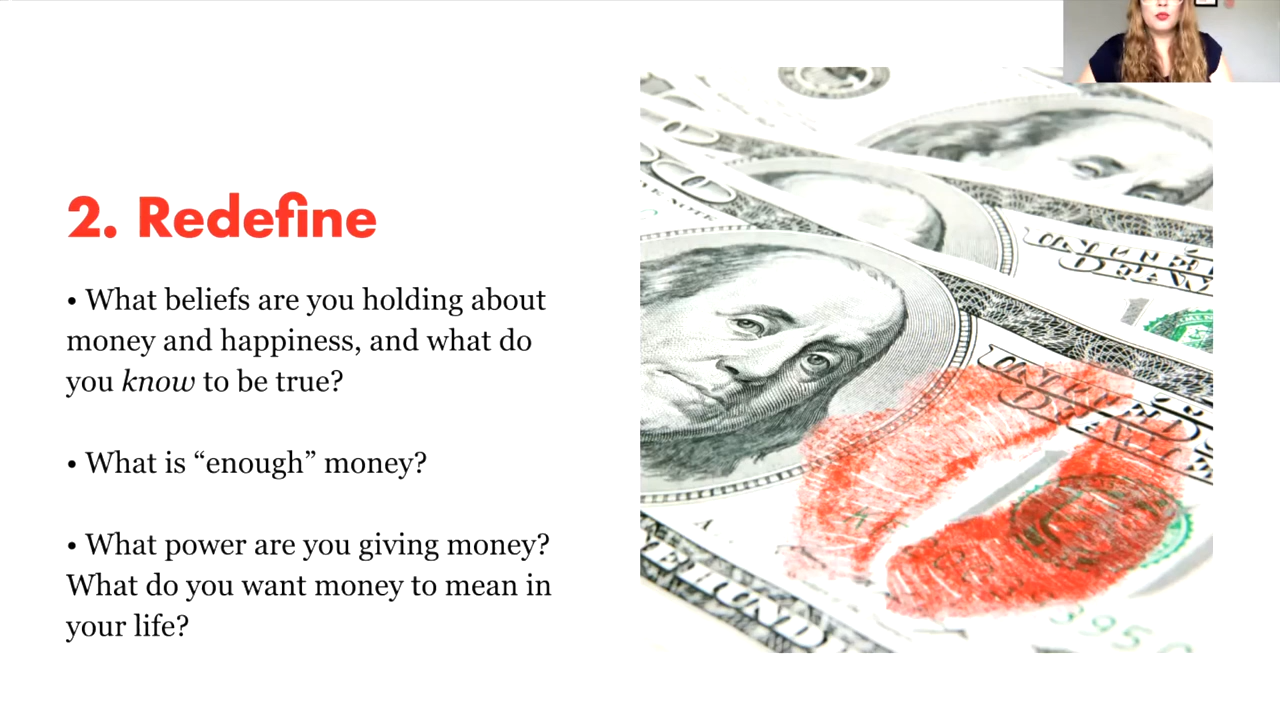 2. Redefine
• What beliefs are you holding about
money and happiness, and what do
you know to be true?
• What is “enough” money?
• What power are you giving money?
What do you want money to mean in
your life?